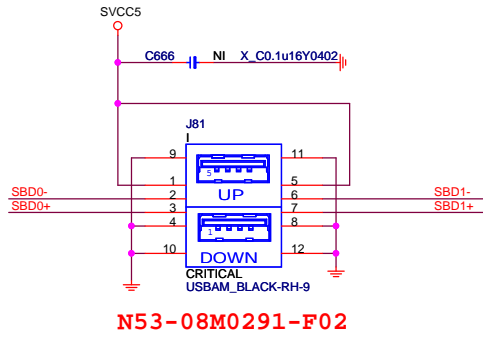 SVCC5
C666 NI X_C0.1u16Y0402
J81
I
9 11
5
1 5
UP
SBD0- 2 6 SBD1-
SBD0+ 3 7 SBD1+
4 1 8
10 DOWN 12
CRITICAL
USBAM_BLACK-RH-9
N53-08M0291-F02